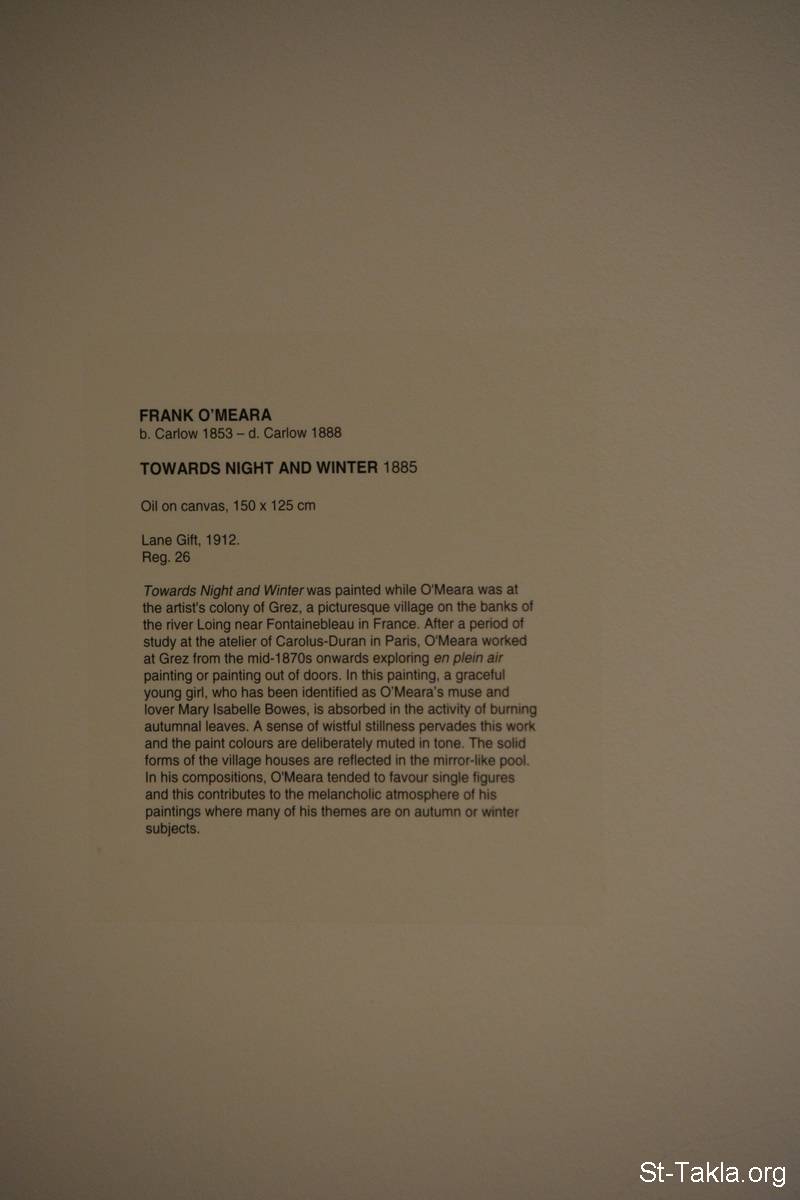 FRANK O'MEARA
b. Carlow 1853 – d. Carlow 1888
TOWARDS NIGHT AND WINTER 1885
Oil on canvas, 150 x 125 cm
Lane Gift, 1912.
Reg. 26
Towards Night and Winter was painted while O'Meara was at
the artist's colony of Grez, a picturesque village on the banks of
the river Loing near Fontainebleau in France. After a period of
study at the atelier of Carolus-Duran in Paris, O'Meara worked
at Grez from the mid-1870s onwards exploring en plein air
painting or painting out of doors. In this painting, a graceful
young girl, who has been identified as O'Meara's muse and
lover Mary Isabelle Bowes, is absorbed in the activity of burning
autumnal leaves. A sense of wistful stillness pervades this work
and the paint colours are deliberately muted in tone. The solid
forms of the village houses are reflected in the mirror-like pool.
In his compositions, O'Meara tended to favour single figures
and this contributes to the melancholic atmosphere of his
paintings where many of his themes are on autumn or winter
subjects.
St-Takla.org